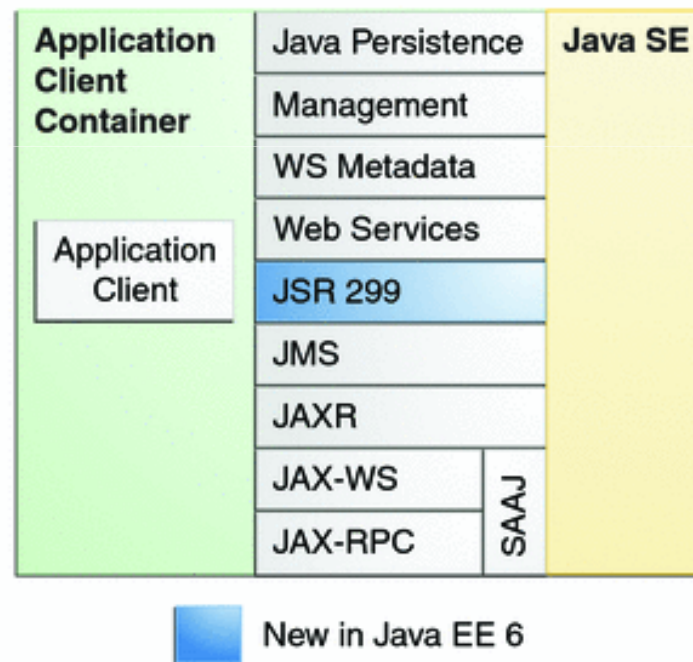 Application
Client
Container
Application
Client
Java Persistence
Management
WS Metadata
Web Services
JSR 299
JMS
JAXR
JAX-WS
JAX-RPC
SAAJ
Java SE
New in Java EE 6